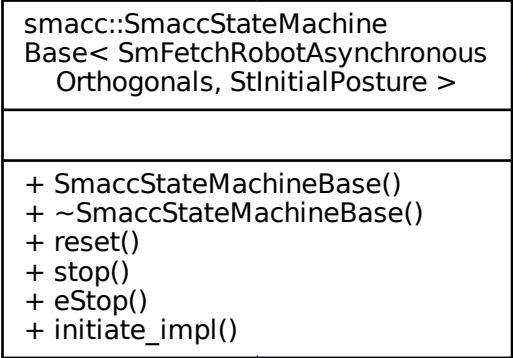 smacc::SmaccStateMachine
Base< SmFetchRobotAsynchronous
Orthogonals, StInitialPosture >
+ SmaccStateMachineBase()
+ ~SmaccStateMachineBase()
+ reset()
+ stop()
+ eStop()
+ initiate_impl()